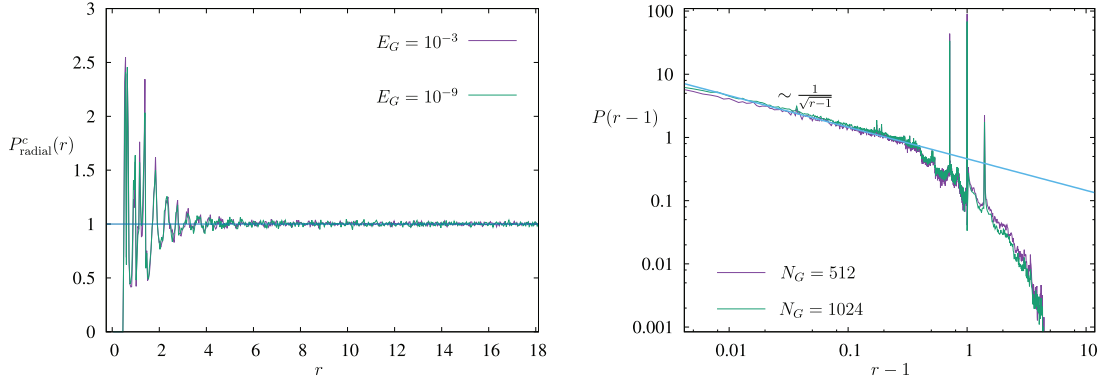 3
2.5
2
1.5
1
0.5
0
P^c_radial(r)
E_G = 10^−3
E_G = 10^−9
0 2 4 6 8 10 12 14 16 18
r
100
10
1
0.1
0.01
0.001
P(r − 1)
∼ 1/√(r−1)
N_G = 512
N_G = 1024
0.01 0.1 1 10
r − 1